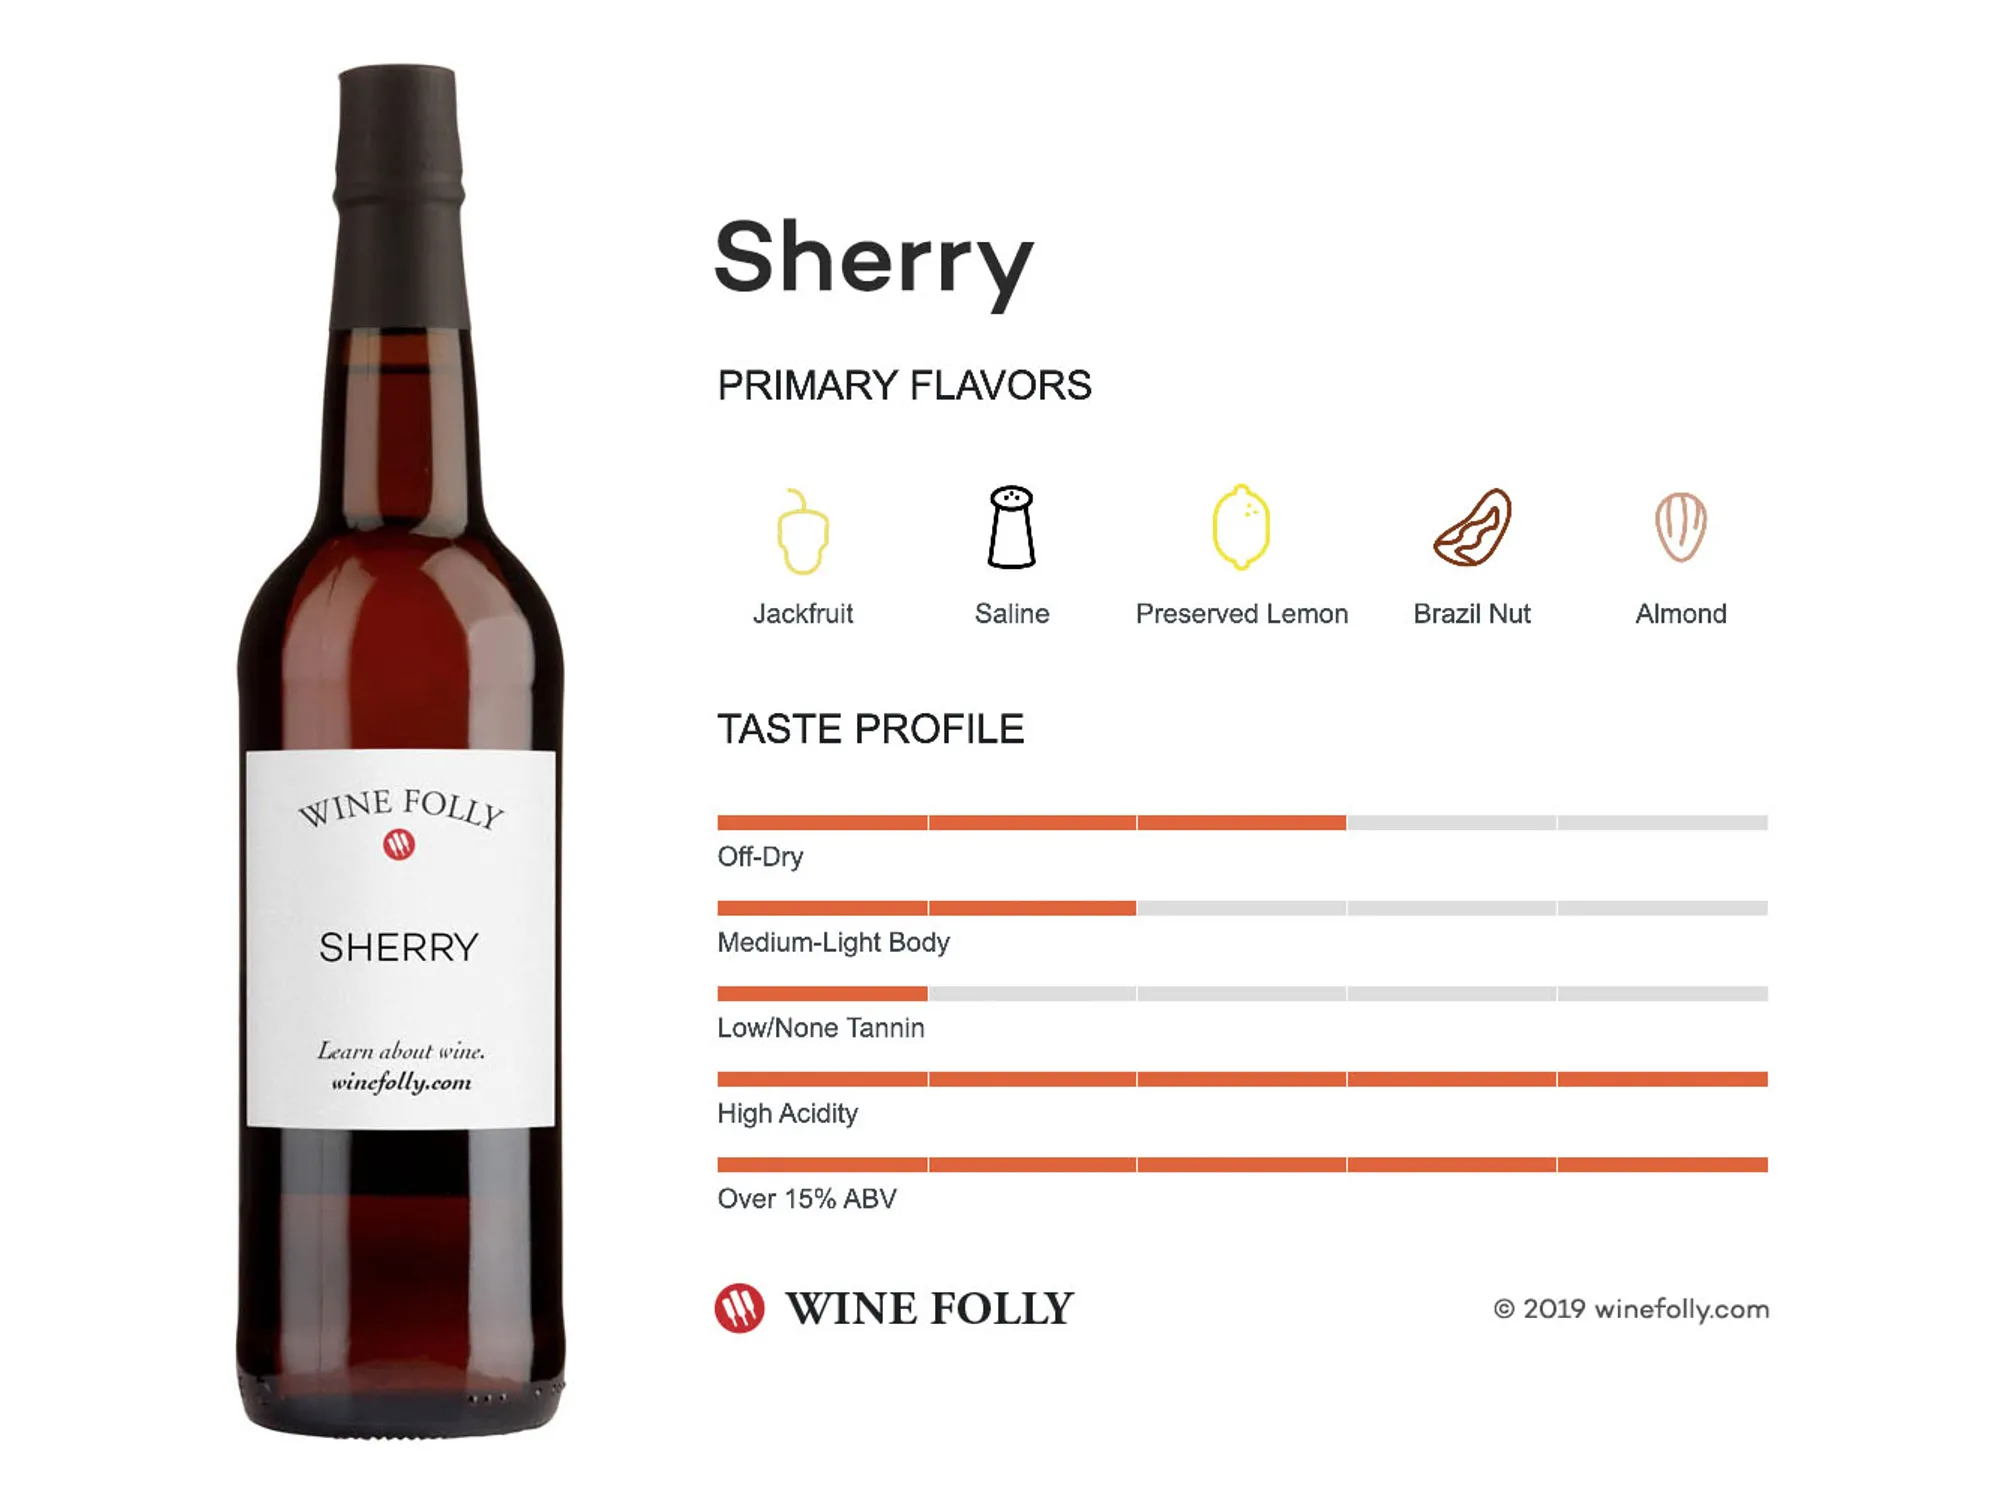 WINE FOLLY
SHERRY
Learn about wine.
winefolly.com
Sherry
PRIMARY FLAVORS
Jackfruit
Saline
Preserved Lemon
Brazil Nut
Almond
TASTE PROFILE
Off-Dry
Medium-Light Body
Low/None Tannin
High Acidity
Over 15% ABV
WINE FOLLY
© 2019 winefolly.com